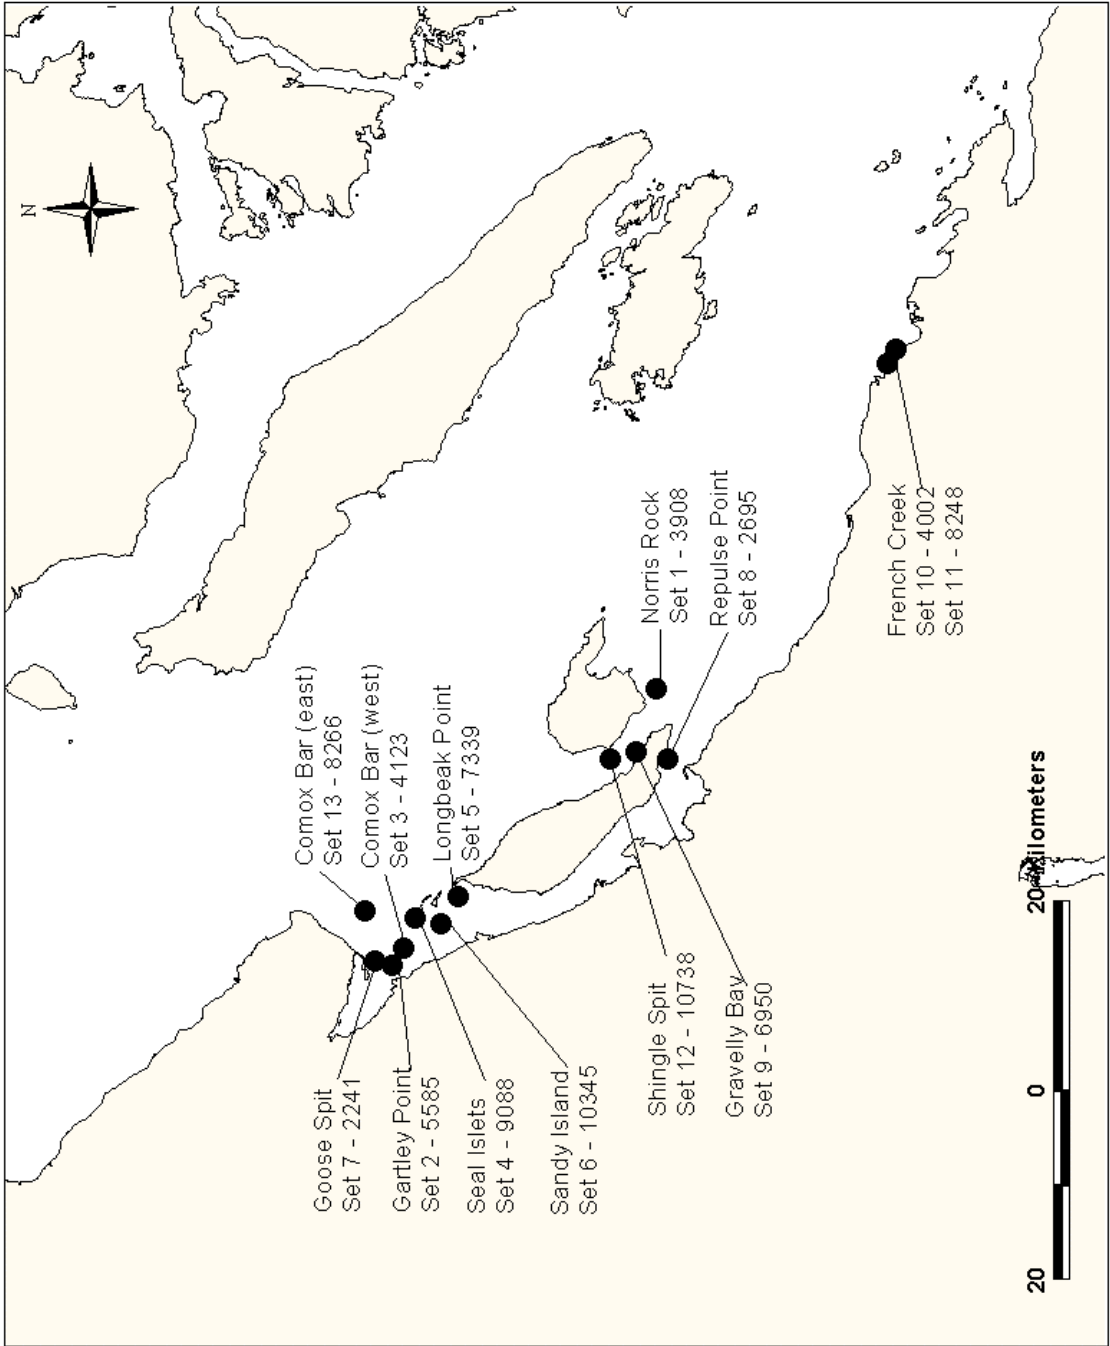 N
Comox Bar (east)
Set 13 - 8266
Comox Bar (west)
Set 3 - 4123
Longbeak Point
Set 5 - 7339
Goose Spit
Set 7 - 2241
Gartley Point
Set 2 - 5585
Seal Islets
Set 4 - 9088
Sandy Island
Set 6 - 10345
Norris Rock
Set 1 - 3908
Repulse Point
Set 8 - 2695
Shingle Spit
Set 12 - 10738
Gravelly Bay
Set 9 - 6950
French Creek
Set 10 - 4002
Set 11 - 8248
20 0 20 Kilometers